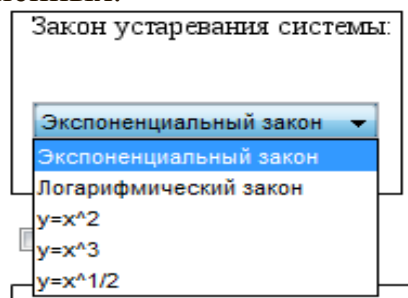 Закон устаревания системы:
Экспоненциальный закон
Экспоненциальный закон
Логарифмический закон
y=x^2
y=x^3
y=x^1/2